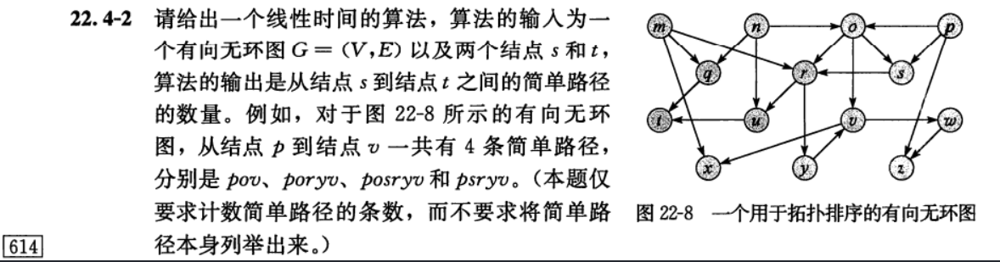 22.4-2 请给出一个线性时间的算法，算法的输入为一
个有向无环图 G＝(V,E) 以及两个结点 s 和 t，
算法的输出是从结点 s 到结点 t 之间的简单路径
的数量。例如，对于图 22-8 所示的有向无环
图，从结点 p 到结点 v 一共有 4 条简单路径，
分别是 pov、poryv、posryv 和 psryv。（本题仅
要求计数简单路径的条数，而不要求将简单路
径本身列举出来。）
614
m n o p
q r s
t u v w
x y z
图 22-8 一个用于拓扑排序的有向无环图